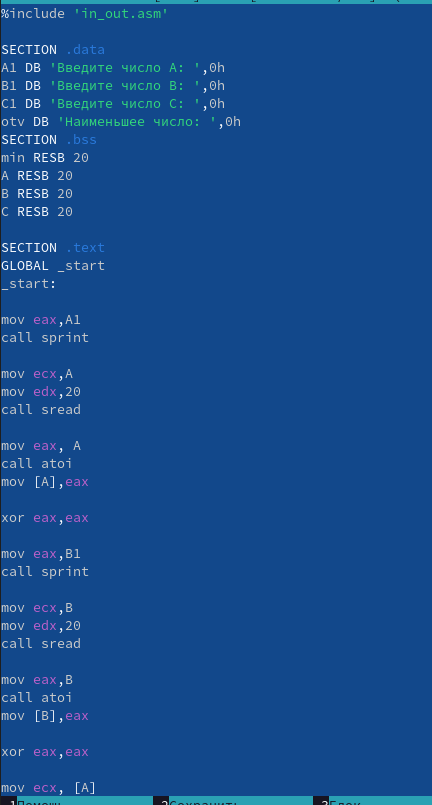 %include 'in_out.asm'
SECTION .data
A1 DB 'Введите число A: ',0h
B1 DB 'Введите число B: ',0h
C1 DB 'Введите число C: ',0h
otv DB 'Наименьшее число: ',0h
SECTION .bss
min RESB 20
A RESB 20
B RESB 20
C RESB 20
SECTION .text
GLOBAL _start
_start:
mov eax,A1
call sprint
mov ecx,A
mov edx,20
call sread
mov eax, A
call atoi
mov [A],eax
xor eax,eax
mov eax,B1
call sprint
mov ecx,B
mov edx,20
call sread
mov eax,B
call atoi
mov [B],eax
xor eax,eax
mov ecx, [A]
1Помощь 2Сохранить 3Блок